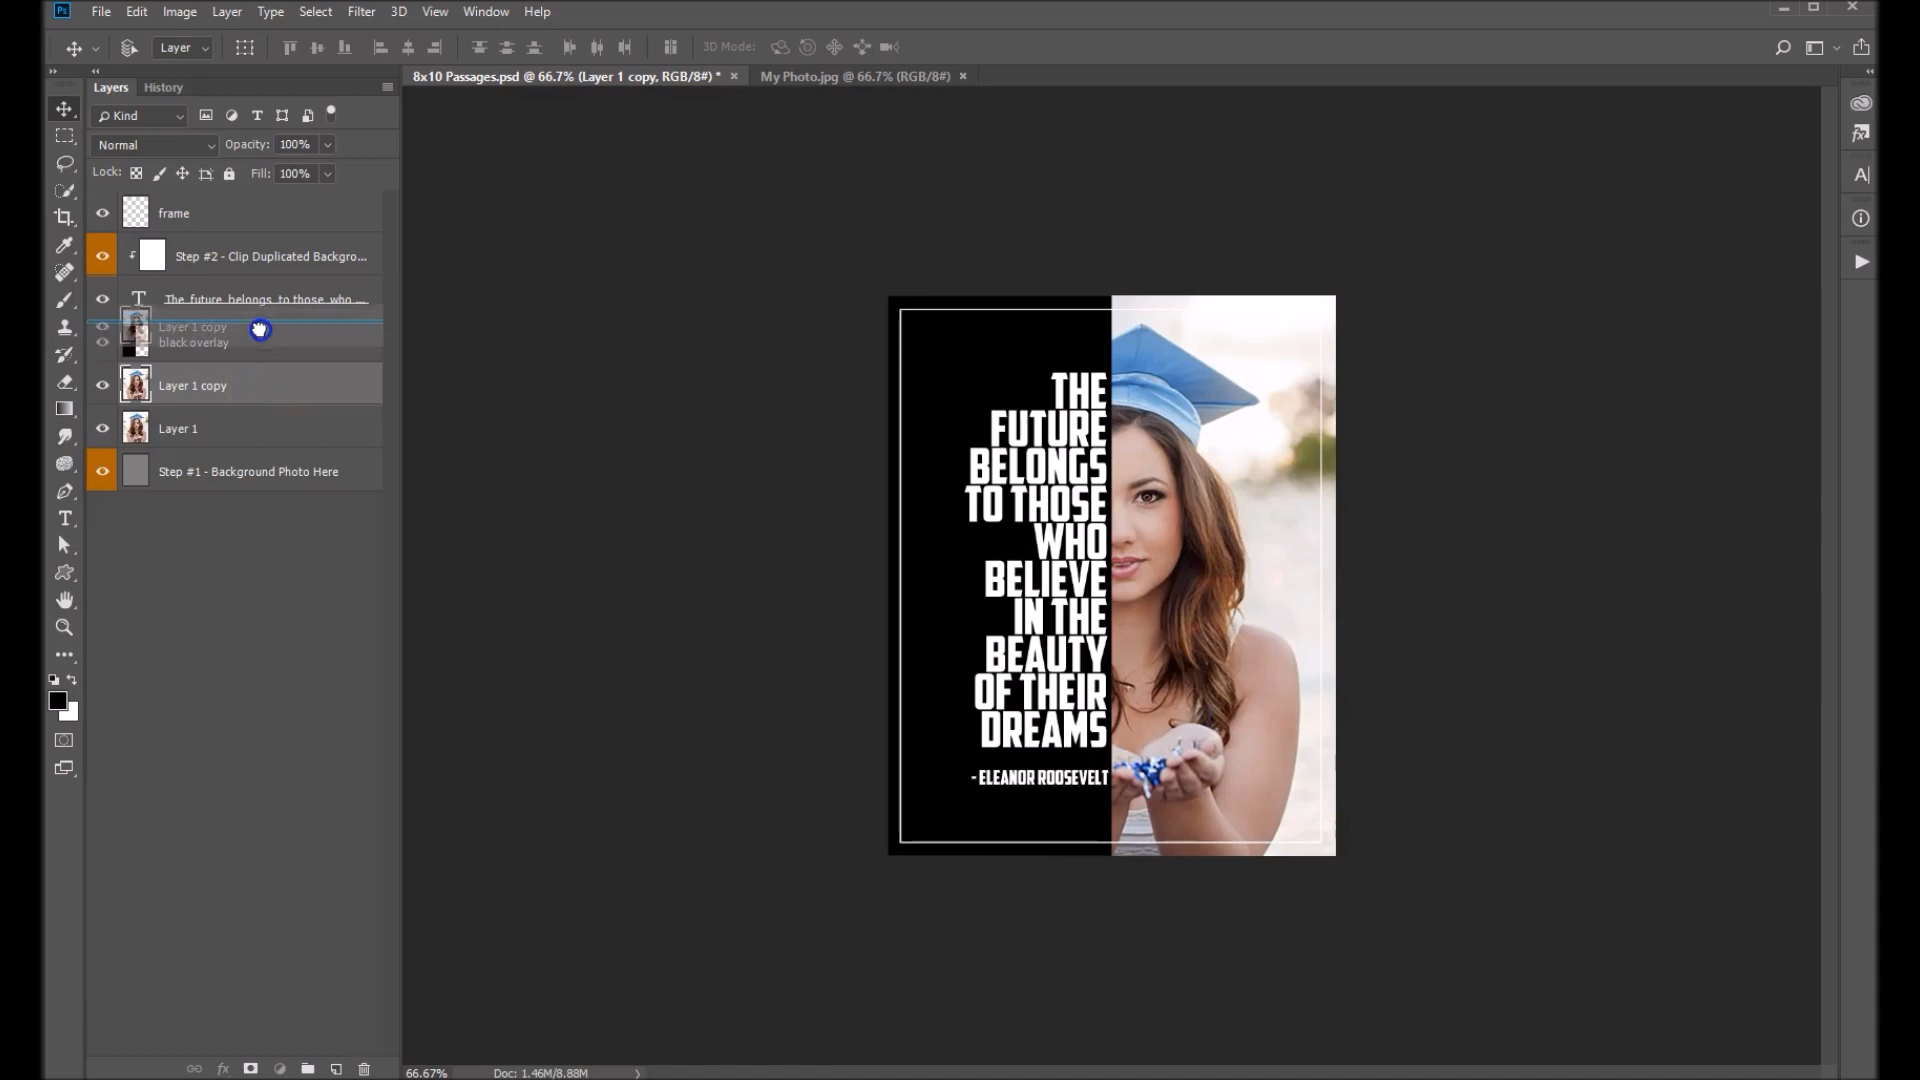 Ps File Edit Image Layer Type Select Filter 3D View Window Help
Layer 3D Mode:
Layers History
8x10 Passages.psd @ 66.7% (Layer 1 copy, RGB/8#) * × My Photo.jpg @ 66.7% (RGB/8#) ×
Kind
Normal Opacity: 100%
Lock: Fill: 100%
frame
Step #2 - Clip Duplicated Backgro...
The future belongs to those who ...
Layer 1 copy
black overlay
Layer 1 copy
Layer 1
Step #1 - Background Photo Here
THE
FUTURE
BELONGS
TO THOSE
WHO
BELIEVE
IN THE
BEAUTY
OF THEIR
DREAMS
- ELEANOR ROOSEVELT
66.67% Doc: 1.46M/8.88M